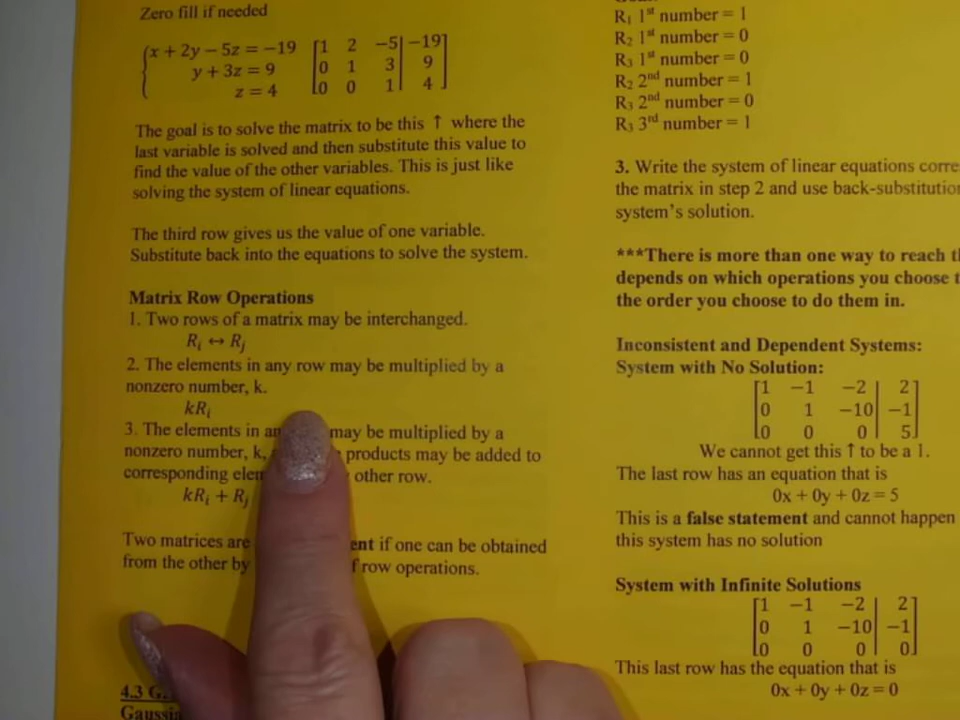 Zero fill if needed
{x + 2y − 5z = −19 [1 2 −5|−19]
y + 3z = 9 [0 1 3| 9]
z = 4 [0 0 1| 4]
The goal is to solve the matrix to be this ↑ where the
last variable is solved and then substitute this value to
find the value of the other variables. This is just like
solving the system of linear equations.
The third row gives us the value of one variable.
Substitute back into the equations to solve the system.
Matrix Row Operations
1. Two rows of a matrix may be interchanged.
Rᵢ ↔ Rⱼ
2. The elements in any row may be multiplied by a
nonzero number, k.
kRᵢ
3. The elements in may be multiplied by a
nonzero number, k, products may be added to
corresponding other row.
kRᵢ + Rⱼ
Two matrices are if one can be obtained
from the other by row operations.
4.3
R₁ 1st number = 1
R₂ 1st number = 0
R₃ 1st number = 0
R₂ 2nd number = 1
R₃ 2nd number = 0
R₃ 3rd number = 1
3. Write the system of linear equations
the matrix in step 2 and use
system's solution.
***There is more than one way to reach
depends on which operations you choose
the order you choose to do them in.
Inconsistent and Dependent Systems:
System with No Solution:
[1 −1 −2| 2]
[0 1 −10|−1]
[0 0 0| 5]
We cannot get this ↑ to be a 1.
The last row has an equation that is
0x + 0y + 0z = 5
This is a false statement and cannot happen
this system has no solution
System with Infinite Solutions
[1 −1 −2| 2]
[0 1 −10|−1]
[0 0 0| 0]
This last row has the equation that is
0x + 0y + 0z = 0